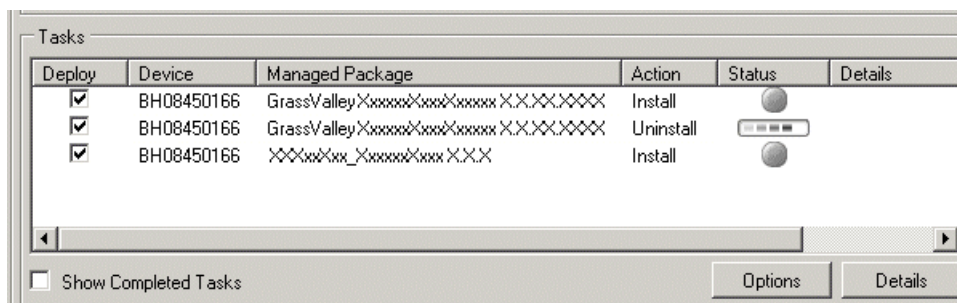 Tasks
Deploy Device Managed Package Action Status Details
BH08450166 GrassValleyXxxxxxXxxxXxxxxx X.X.XX.XXXX Install
BH08450166 GrassValleyXxxxxxXxxxXxxxxx X.X.XX.XXXX Uninstall
BH08450166 XXXxxXxx_XxxxxxXxxx X.X.X Install
Show Completed Tasks Options Details